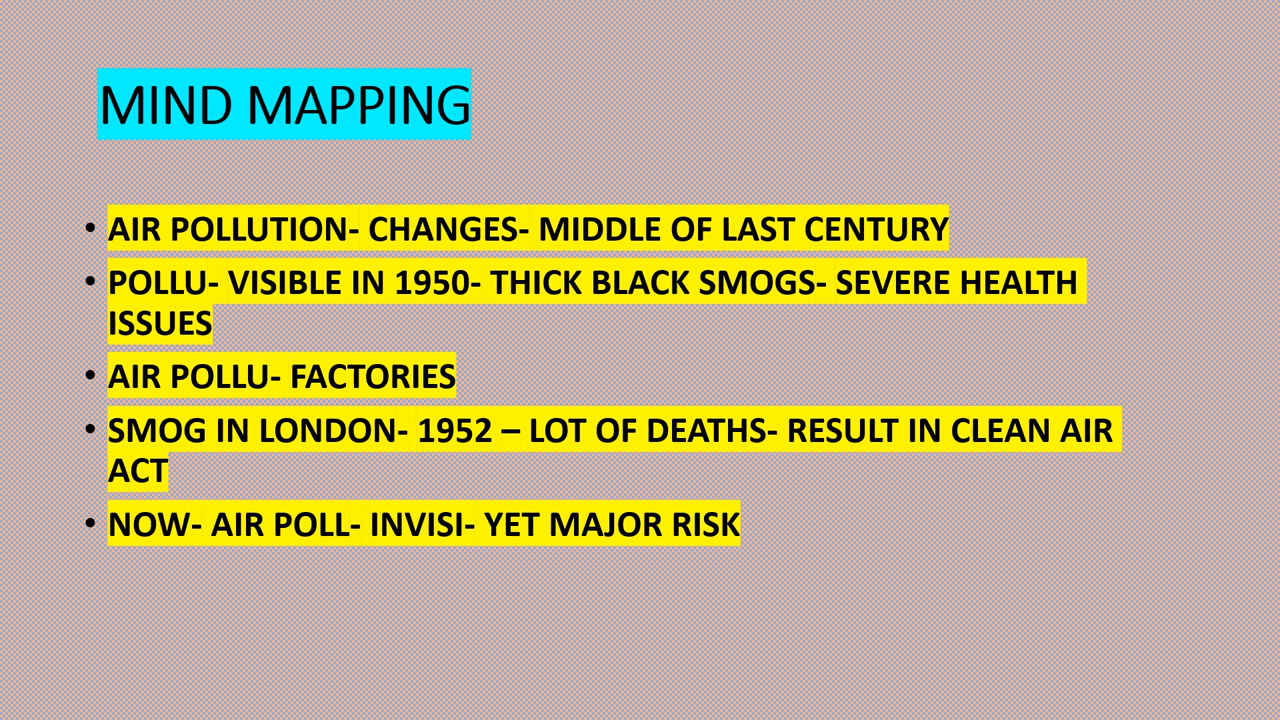 MIND MAPPING
• AIR POLLUTION- CHANGES- MIDDLE OF LAST CENTURY
• POLLU- VISIBLE IN 1950- THICK BLACK SMOGS- SEVERE HEALTH
ISSUES
• AIR POLLU- FACTORIES
• SMOG IN LONDON- 1952 – LOT OF DEATHS- RESULT IN CLEAN AIR
ACT
• NOW- AIR POLL- INVISI- YET MAJOR RISK